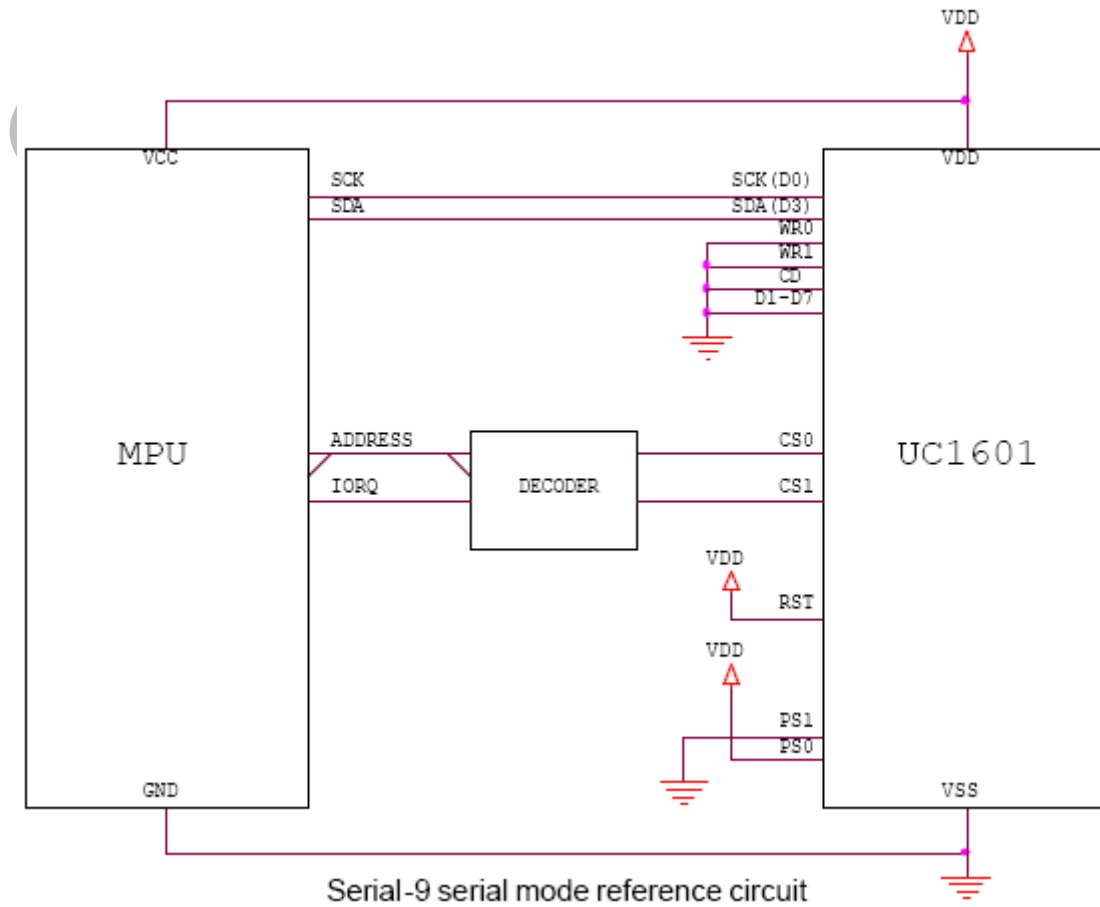 VDD
VCC
VDD
SCK
SCK(D0)
SDA
SDA(D3)
WR0
WR1
CD
D1-D7
ADDRESS
CS0
MPU
DECODER
UC1601
IORQ
CS1
VDD
RST
VDD
PS1
PS0
GND
VSS
Serial-9 serial mode reference circuit